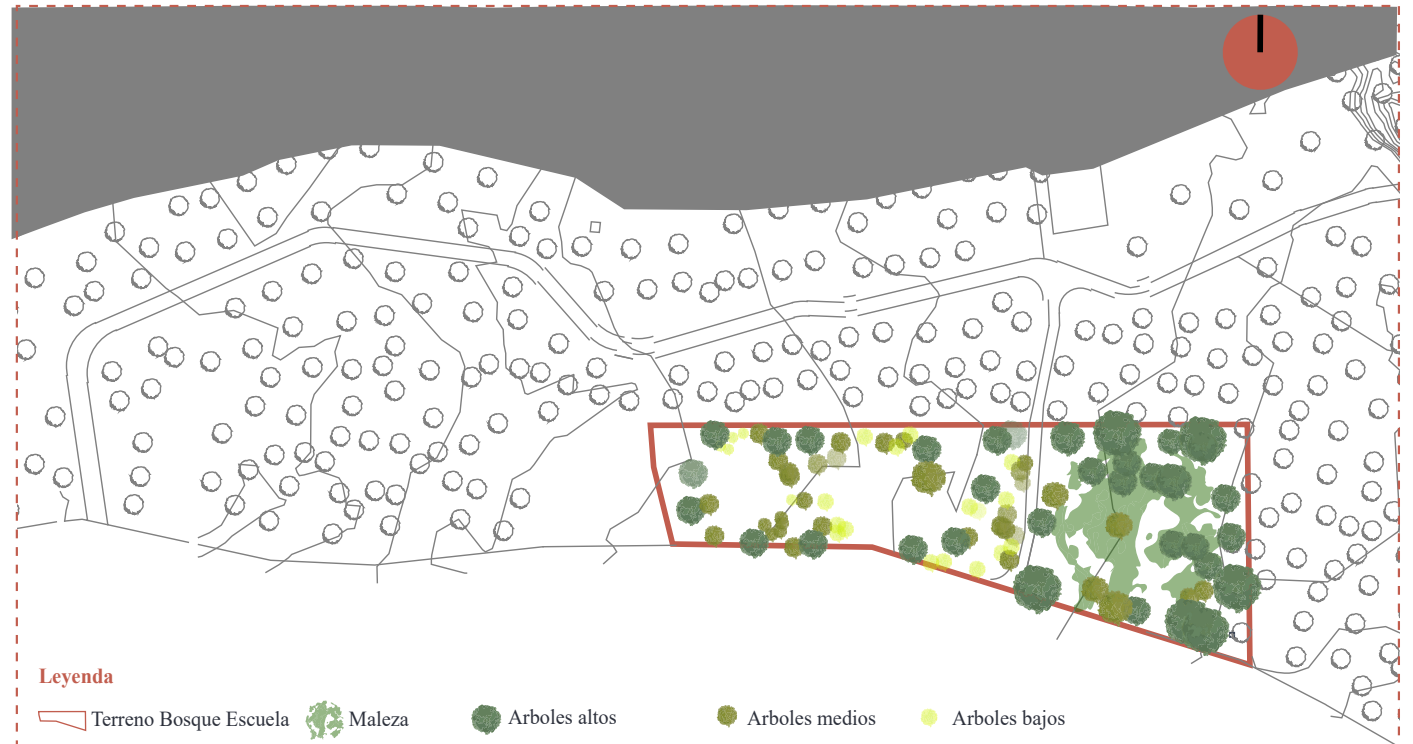 Leyenda
Terreno Bosque Escuela
Maleza
Arboles altos
Arboles medios
Arboles bajos